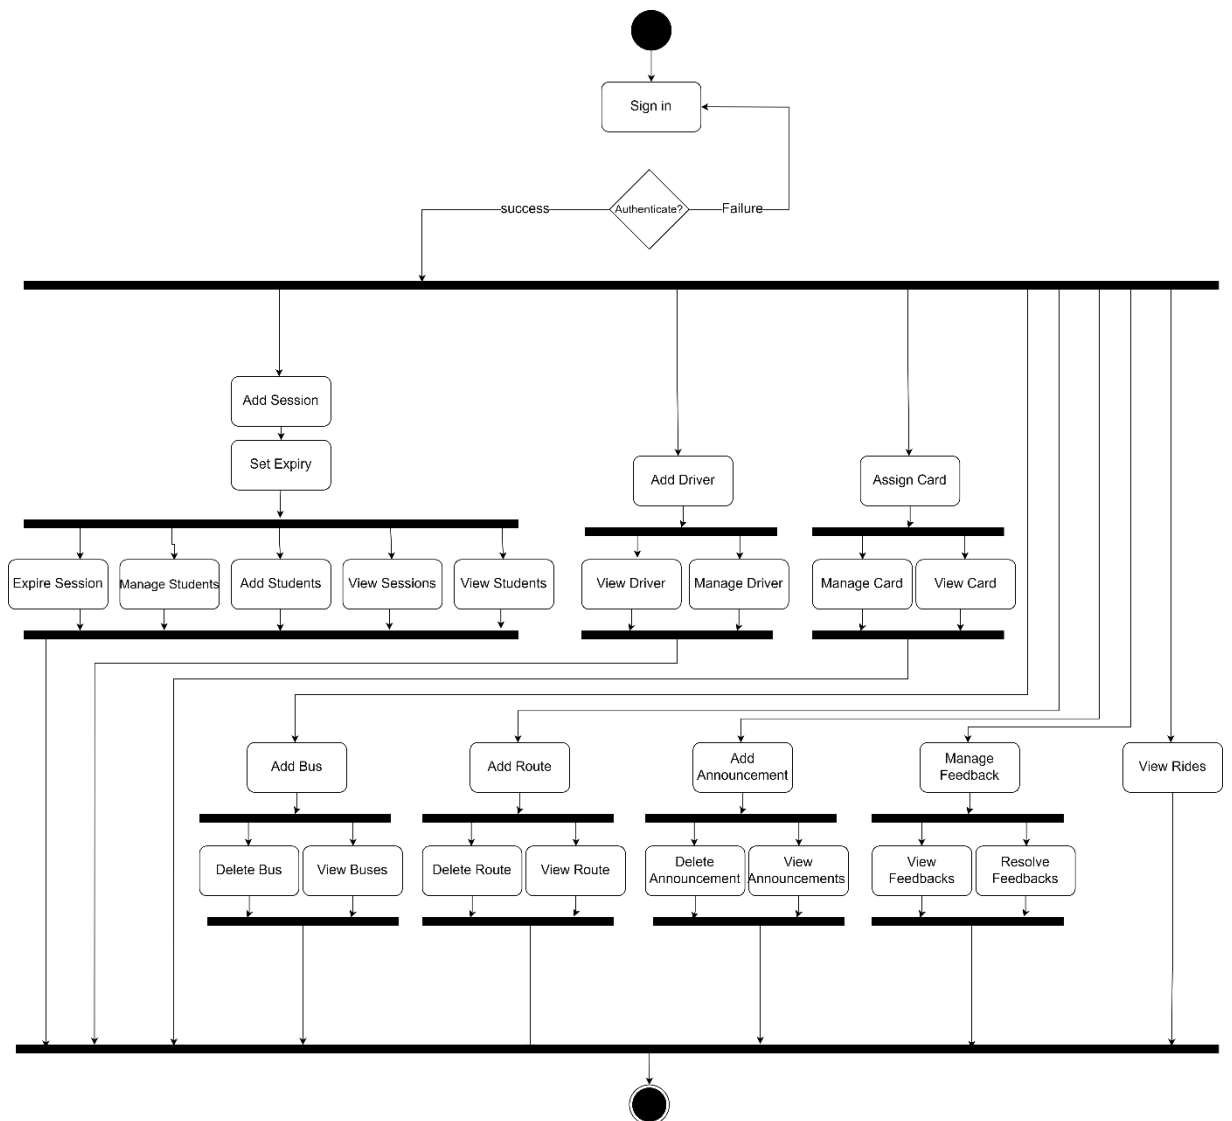 Sign in
success
Authenticate?
Failure
Add Session
Set Expiry
Add Driver
Assign Card
Expire Session
Manage Students
Add Students
View Sessions
View Students
View Driver
Manage Driver
Manage Card
View Card
Add Bus
Add Route
Add
Announcement
Manage
Feedback
View Rides
Delete Bus
View Buses
Delete Route
View Route
Delete
Announcement
View
Announcements
View
Feedbacks
Resolve
Feedbacks